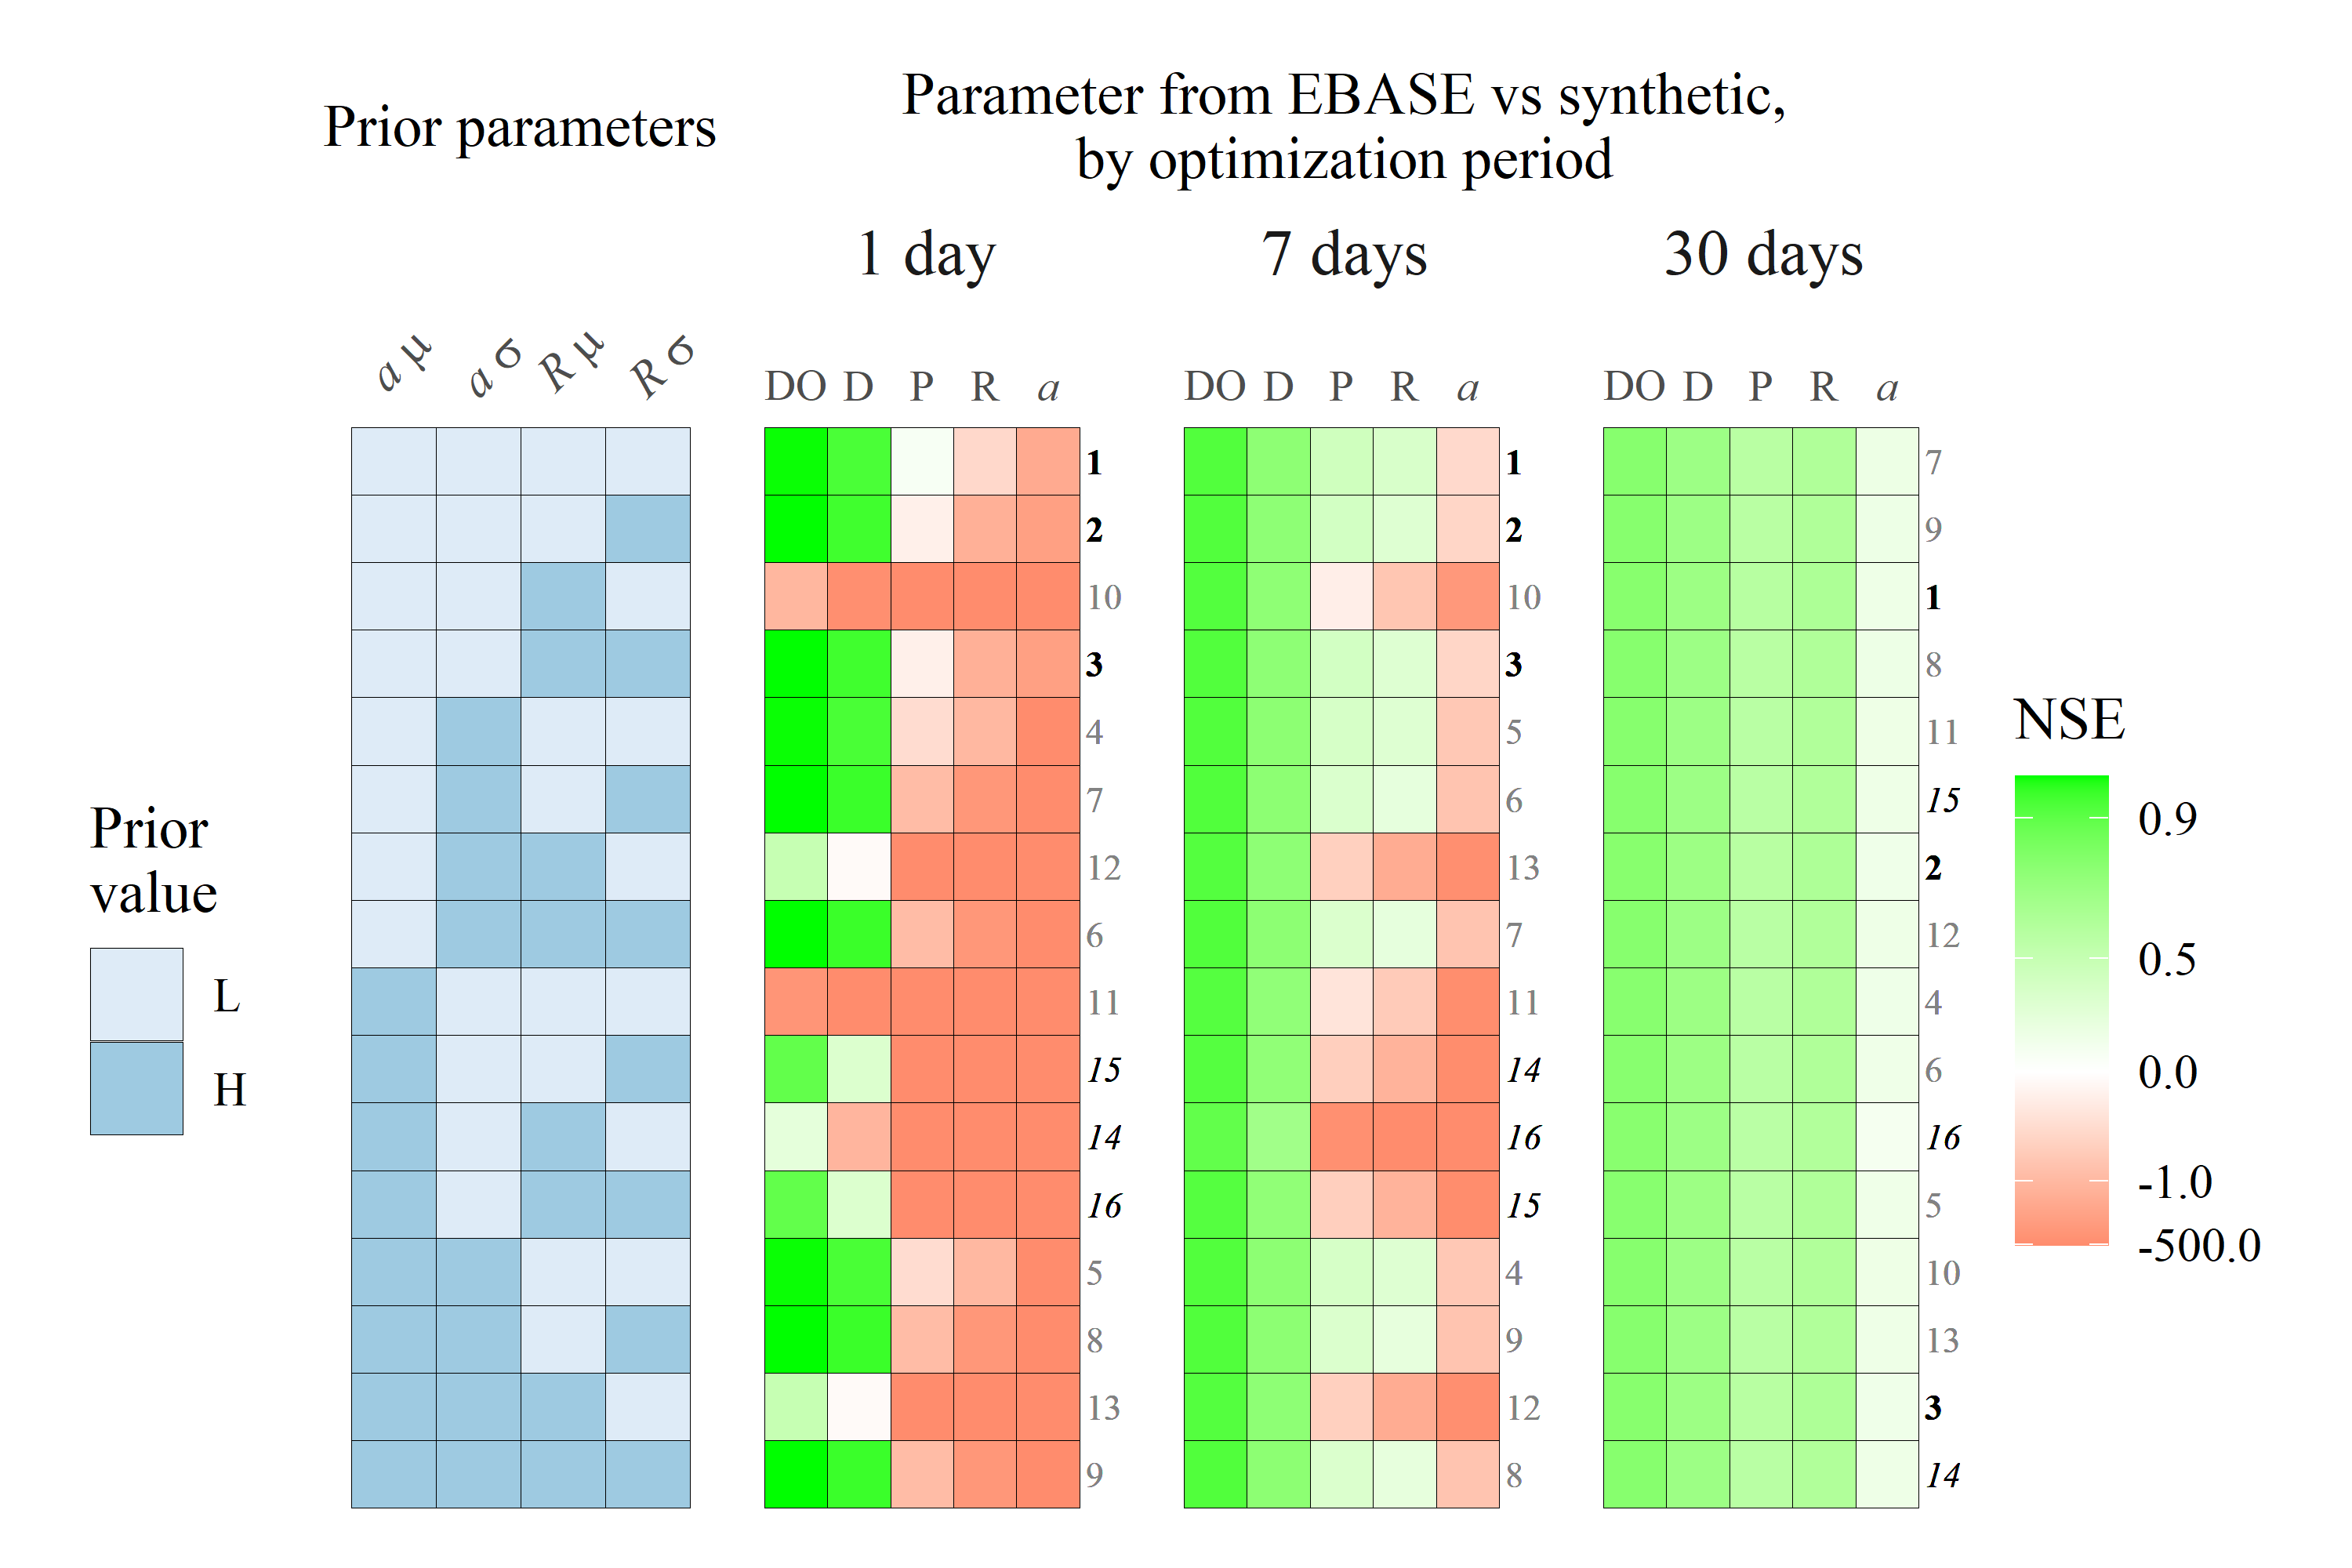 Prior parameters
Parameter from EBASE vs synthetic,
by optimization period
1 day
7 days
30 days
a μ
a σ
R μ
R σ
DO D P R a
DO D P R a
DO D P R a
1 1 7
2 2 9
10 10 1
3 3 8
4 5 11
7 6 15
12 13 2
6 7 12
11 11 4
15 14 6
14 16 16
16 15 5
5 4 10
8 9 13
13 12 3
9 8 14
Prior
value
L
H
NSE
0.9
0.5
0.0
-1.0
-500.0